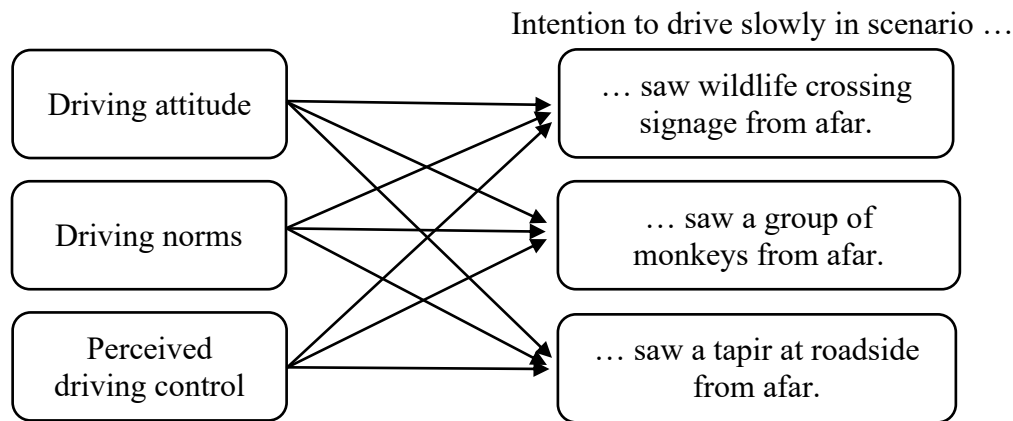 Intention to drive slowly in scenario …
Driving attitude
… saw wildlife crossing
signage from afar.
Driving norms
… saw a group of
monkeys from afar.
Perceived
driving control
… saw a tapir at roadside
from afar.